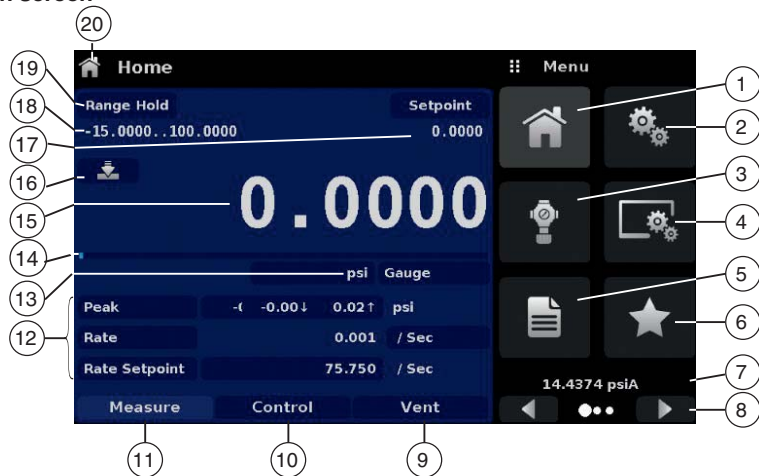 20
Home
Menu
19
Range Hold
Setpoint
1
18
-15.0000..100.0000
0.0000
2
17
16
3
15
0.0000
4
14
13
psi
Gauge
5
12
Peak
-0.00↓
0.02↑
psi
6
Rate
0.001
/ Sec
Rate Setpoint
75.750
/ Sec
14.4374 psiA
7
Measure
Control
Vent
8
11
10
9